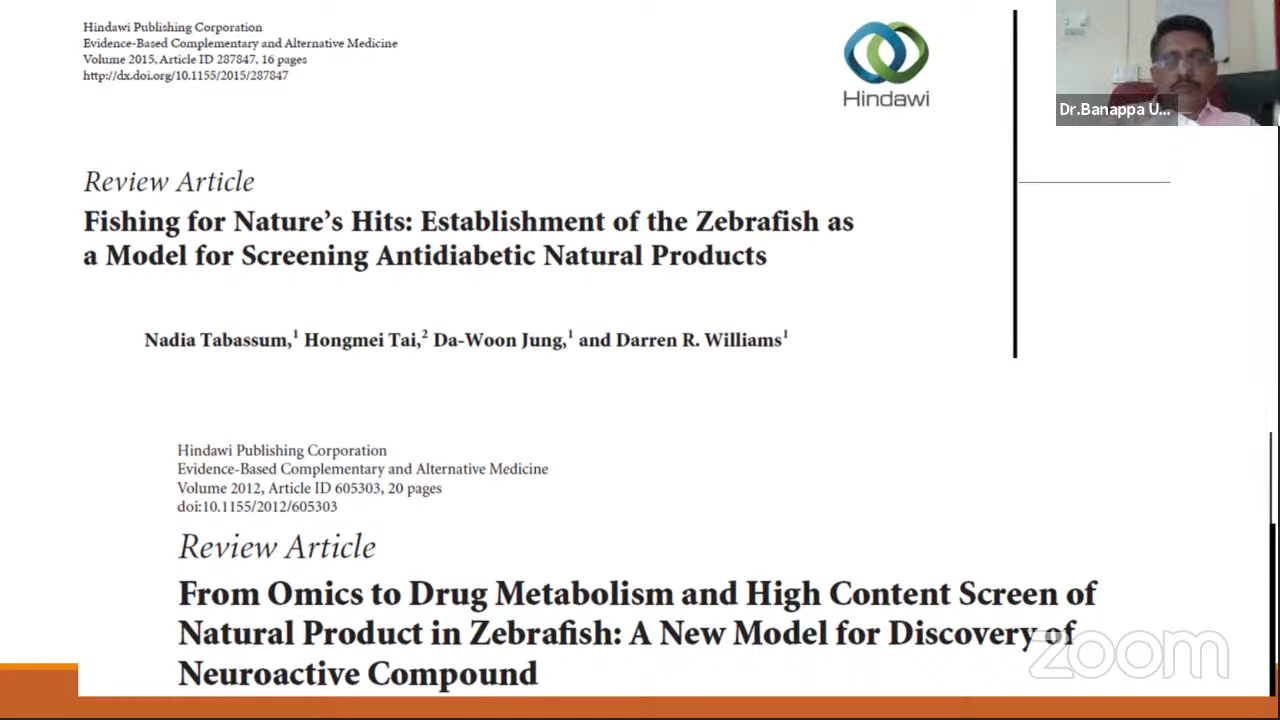 Hindawi Publishing Corporation
Evidence-Based Complementary and Alternative Medicine
Volume 2015, Article ID 287847, 16 pages
http://dx.doi.org/10.1155/2015/287847
Hindawi
Dr.Banappa U...
Review Article
Fishing for Nature’s Hits: Establishment of the Zebrafish as
a Model for Screening Antidiabetic Natural Products
Nadia Tabassum,¹ Hongmei Tai,² Da-Woon Jung,¹ and Darren R. Williams¹
Hindawi Publishing Corporation
Evidence-Based Complementary and Alternative Medicine
Volume 2012, Article ID 605303, 20 pages
doi:10.1155/2012/605303
Review Article
From Omics to Drug Metabolism and High Content Screen of
Natural Product in Zebrafish: A New Model for Discovery of
Neuroactive Compound
zoom